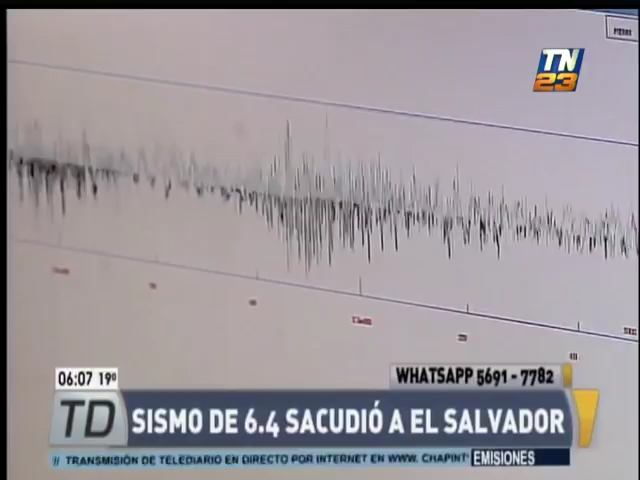 TN
23
06:07 19º
WHATSAPP 5691 - 7782
TD
SISMO DE 6.4 SACUDIÓ A EL SALVADOR
// TRANSMISIÓN DE TELEDIARIO EN DIRECTO POR INTERNET EN WWW. CHAPINT
EMISIONES